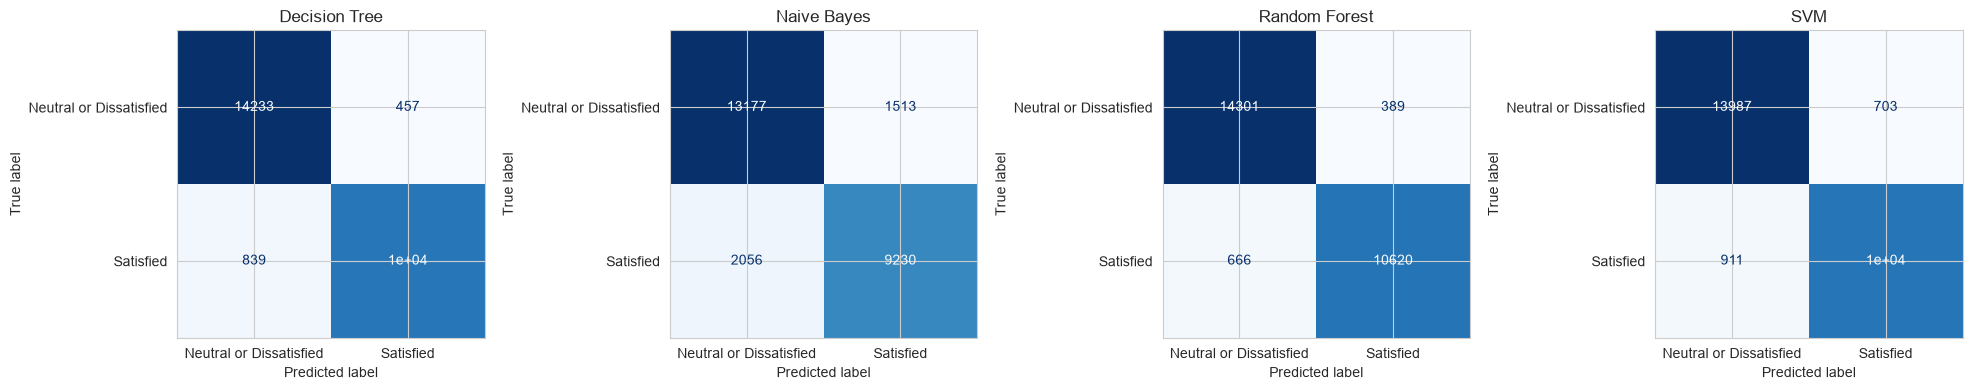 Decision Tree
Neutral or Dissatisfied
14233
457
Satisfied
839
1e+04
True label
Neutral or Dissatisfied
Satisfied
Predicted label
Naive Bayes
Neutral or Dissatisfied
13177
1513
Satisfied
2056
9230
True label
Neutral or Dissatisfied
Satisfied
Predicted label
Random Forest
Neutral or Dissatisfied
14301
389
Satisfied
666
10620
True label
Neutral or Dissatisfied
Satisfied
Predicted label
SVM
Neutral or Dissatisfied
13987
703
Satisfied
911
1e+04
True label
Neutral or Dissatisfied
Satisfied
Predicted label